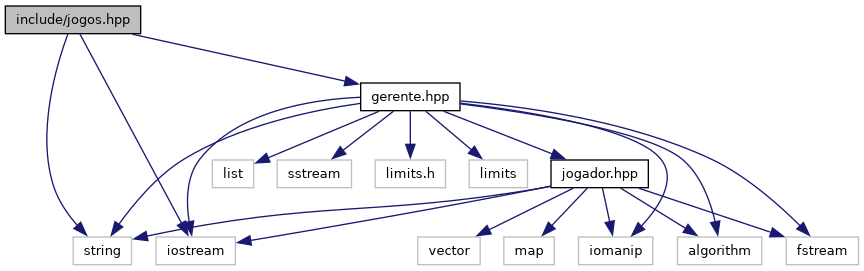 include/jogos.hpp
gerente.hpp
list
sstream
limits.h
limits
jogador.hpp
string
iostream
vector
map
iomanip
algorithm
fstream